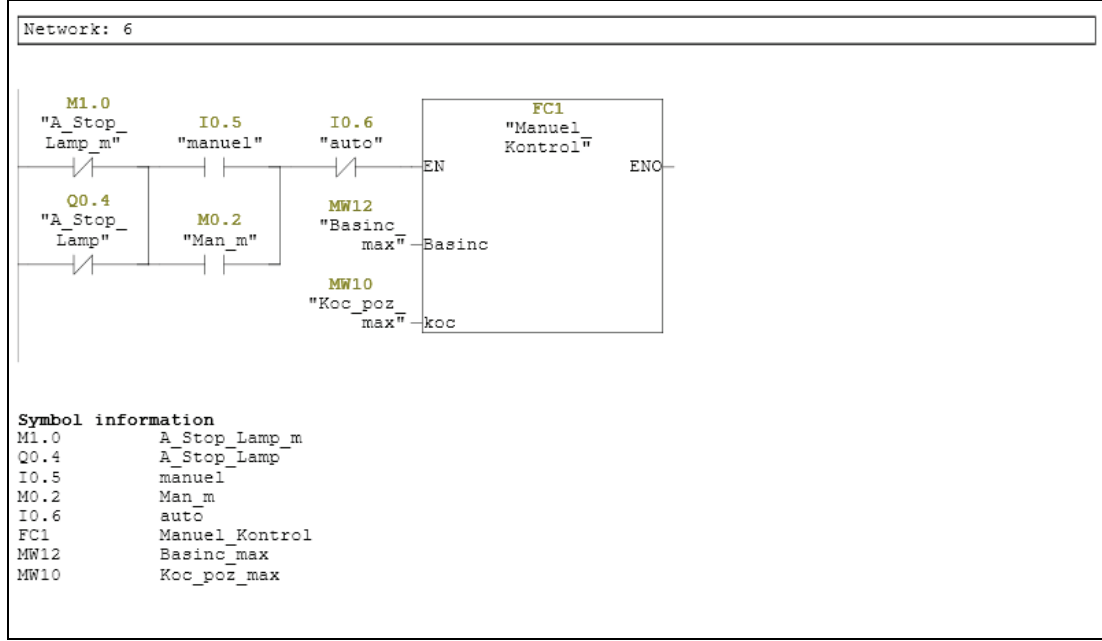 Network: 6
M1.0
"A_Stop_
Lamp_m"
I0.5
"manuel"
I0.6
"auto"
FC1
"Manuel_
Kontrol"
EN
ENO
Q0.4
"A_Stop_
Lamp"
M0.2
"Man_m"
MW12
"Basinc_
max"
Basinc
MW10
"Koc_poz_
max"
koc
Symbol information
M1.0 A_Stop_Lamp_m
Q0.4 A_Stop_Lamp
I0.5 manuel
M0.2 Man_m
I0.6 auto
FC1 Manuel_Kontrol
MW12 Basinc_max
MW10 Koc_poz_max